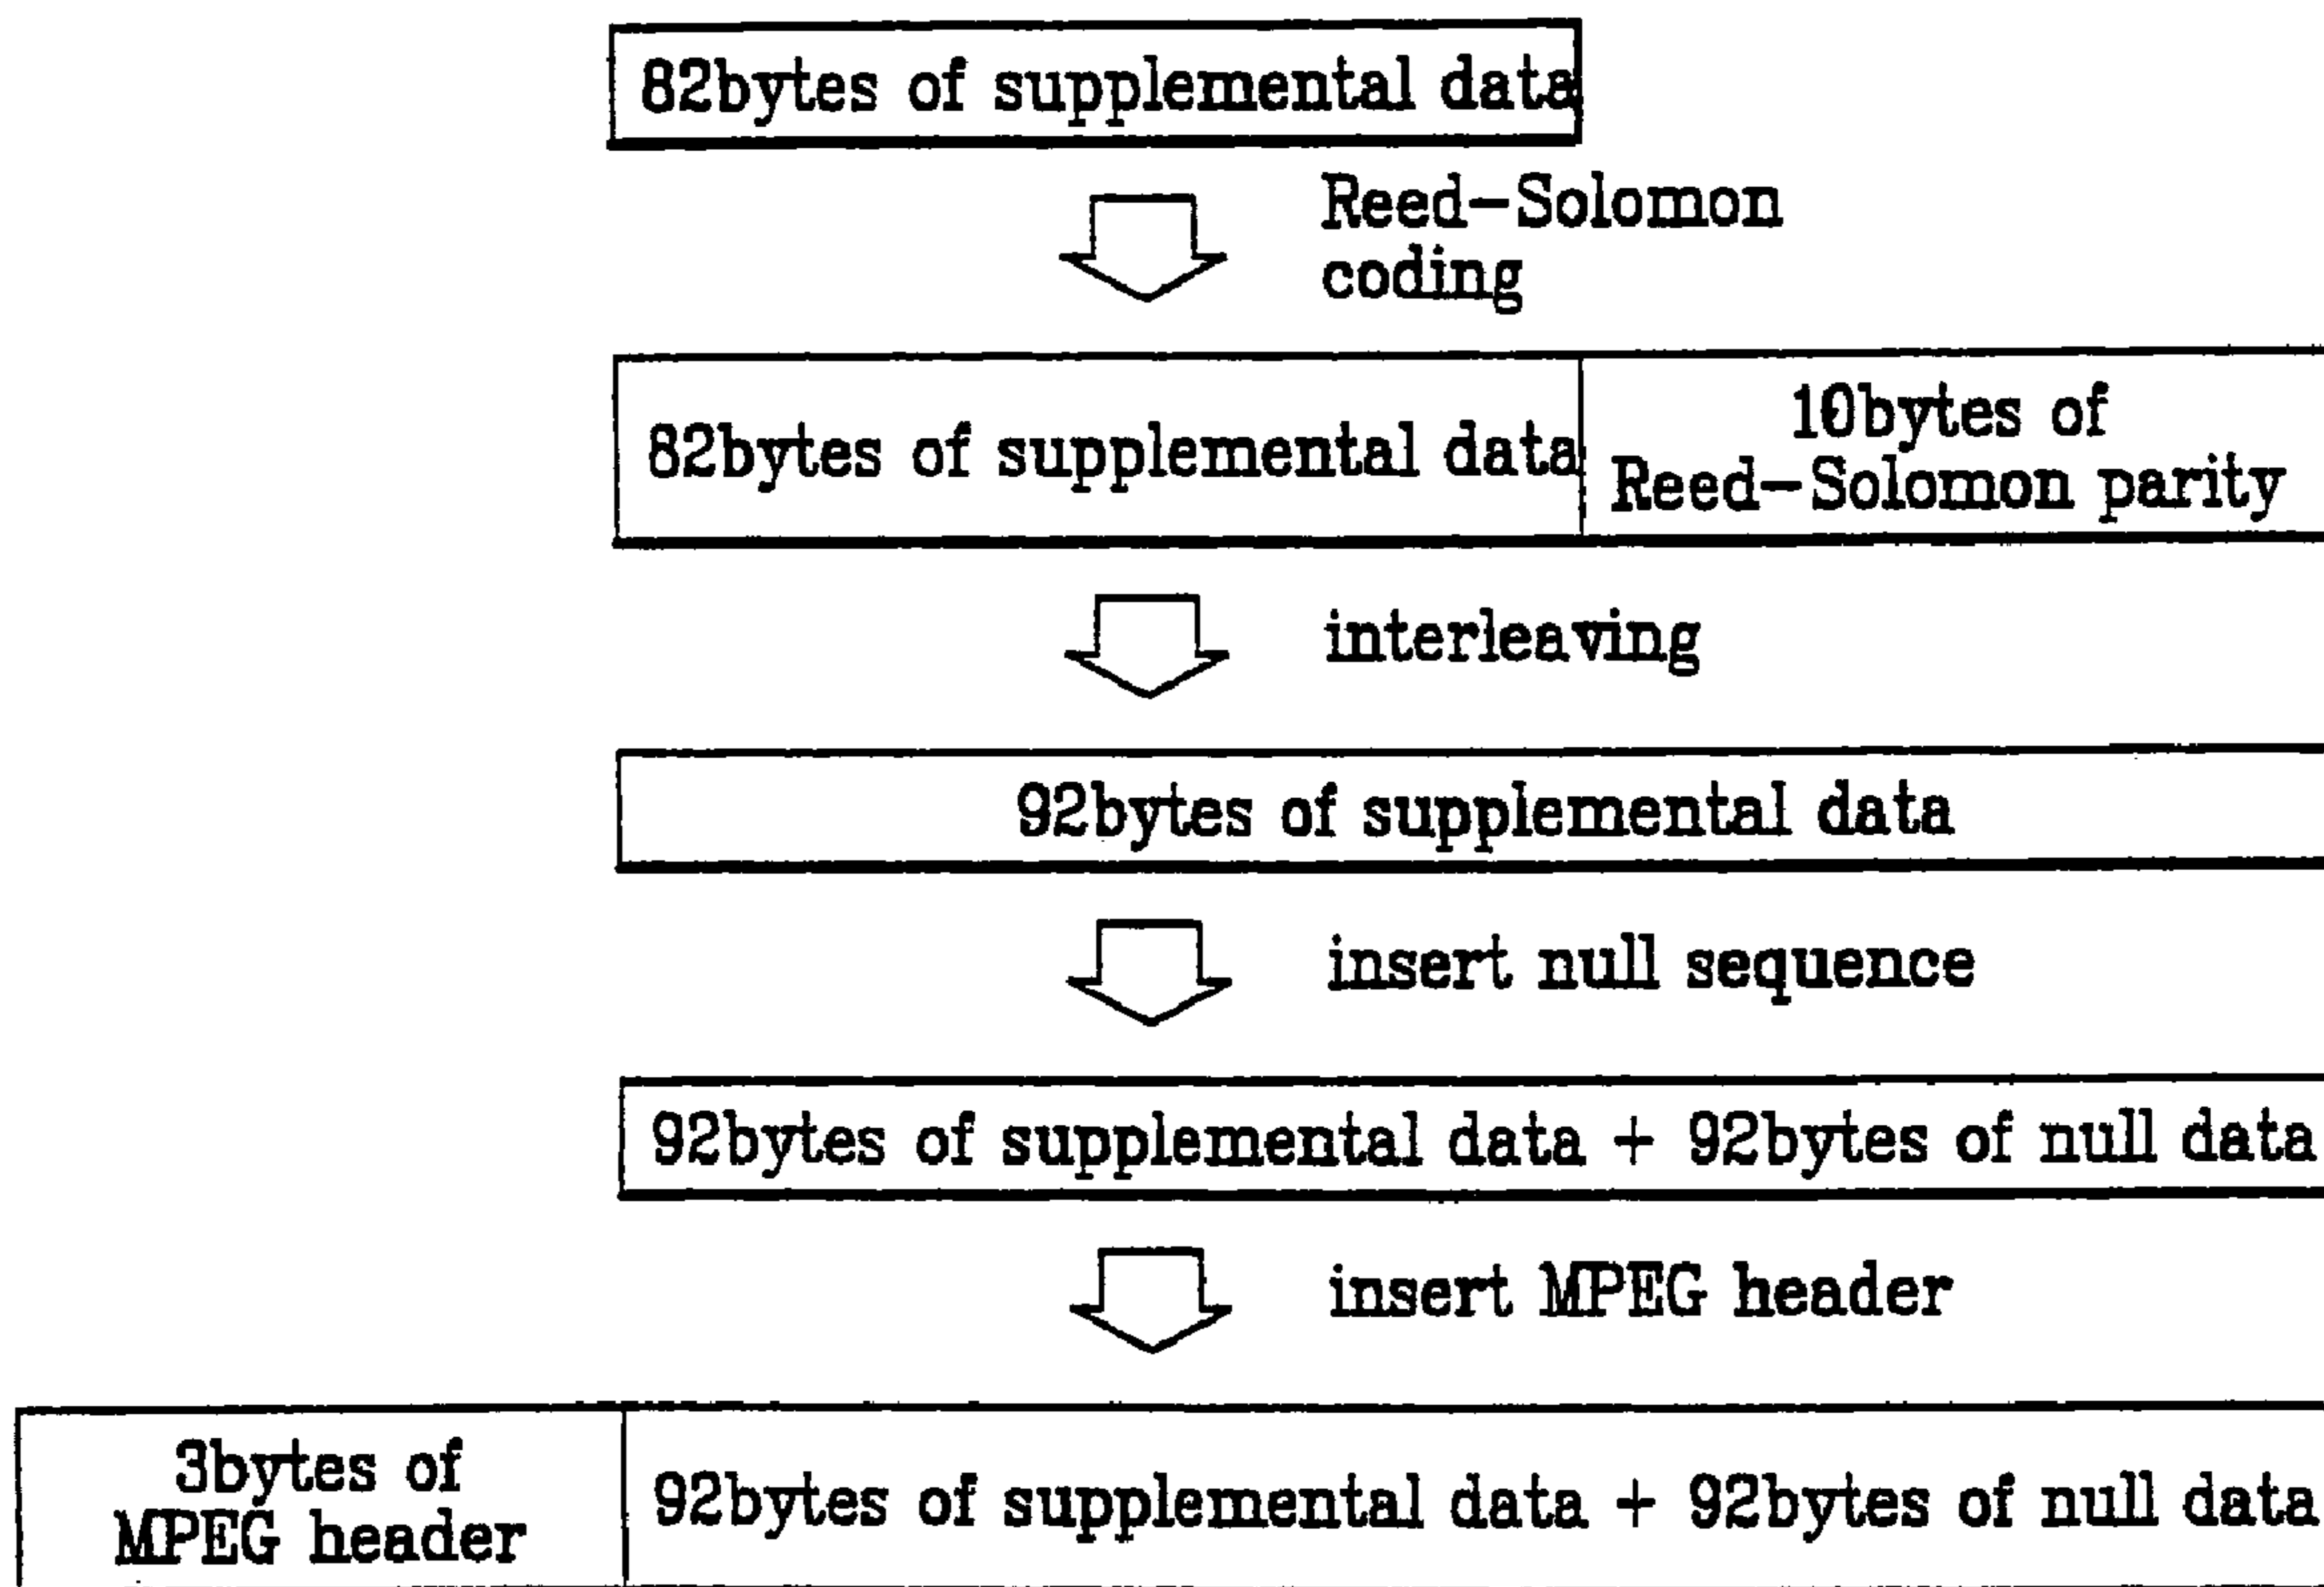 82bytes of supplemental data
Reed-Solomon
coding
82bytes of supplemental data
10bytes of
Reed-Solomon parity
interleaving
92bytes of supplemental data
insert null sequence
92bytes of supplemental data + 92bytes of null data
insert MPEG header
3bytes of
MPEG header
92bytes of supplemental data + 92bytes of null data